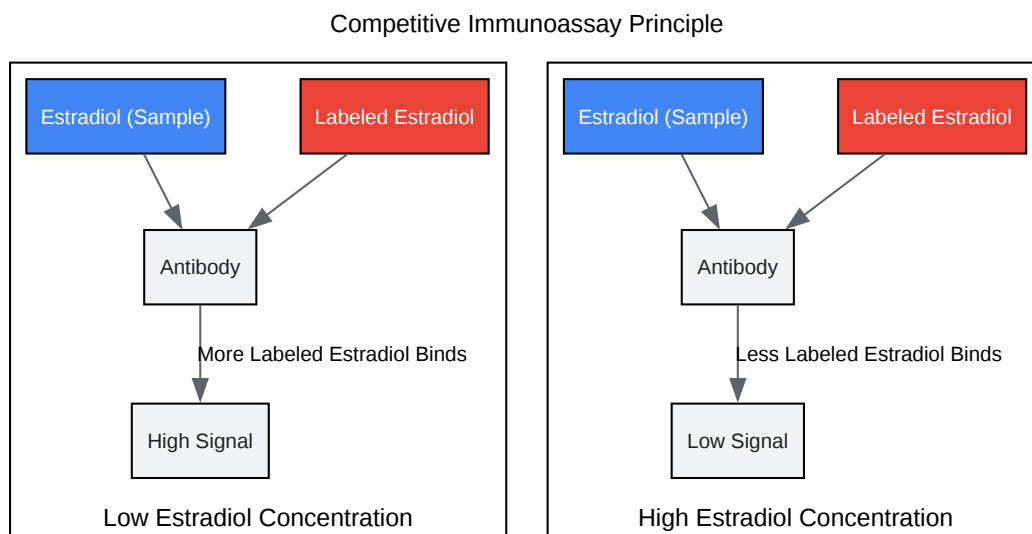 Competitive Immunoassay Principle
Estradiol (Sample)
Labeled Estradiol
Antibody
More Labeled Estradiol Binds
High Signal
Low Estradiol Concentration
Estradiol (Sample)
Labeled Estradiol
Antibody
Less Labeled Estradiol Binds
Low Signal
High Estradiol Concentration